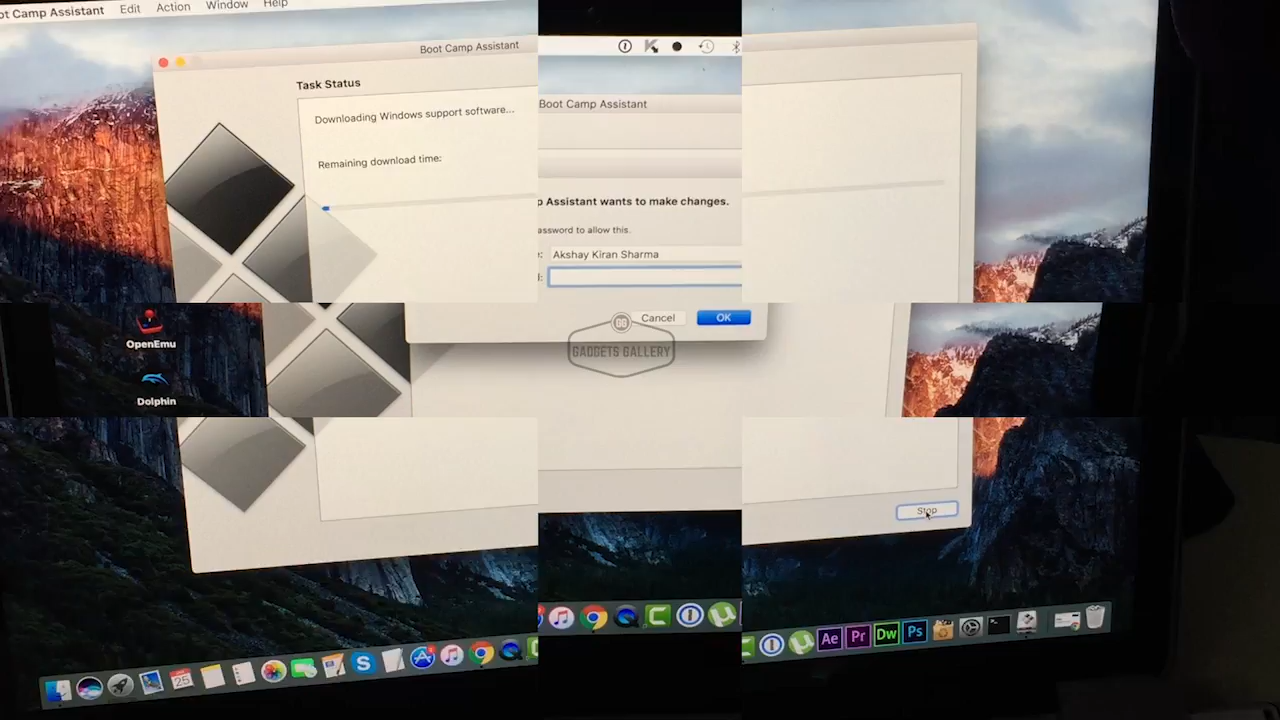 ot Camp Assistant Edit Action Window Help
Boot Camp Assistant
Task Status
Downloading Windows support software...
Remaining download time:
Boot Camp Assistant
p Assistant wants to make changes.
assword to allow this.
e: Akshay Kiran Sharma
d:
Cancel OK
GG
GADGETS GALLERY
OpenEmu
Dolphin
Stop
25
Ae Pr Dw Ps